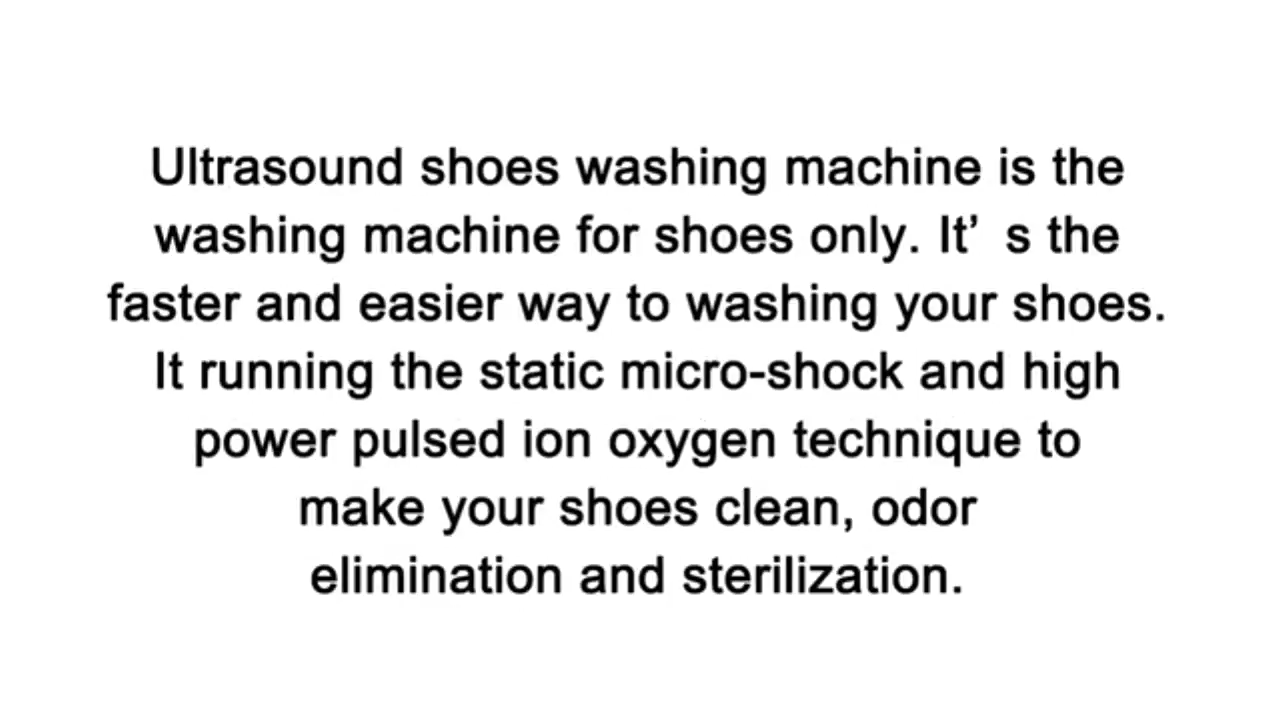 Ultrasound shoes washing machine is the
washing machine for shoes only. It’ s the
faster and easier way to washing your shoes.
It running the static micro-shock and high
power pulsed ion oxygen technique to
make your shoes clean, odor
elimination and sterilization.